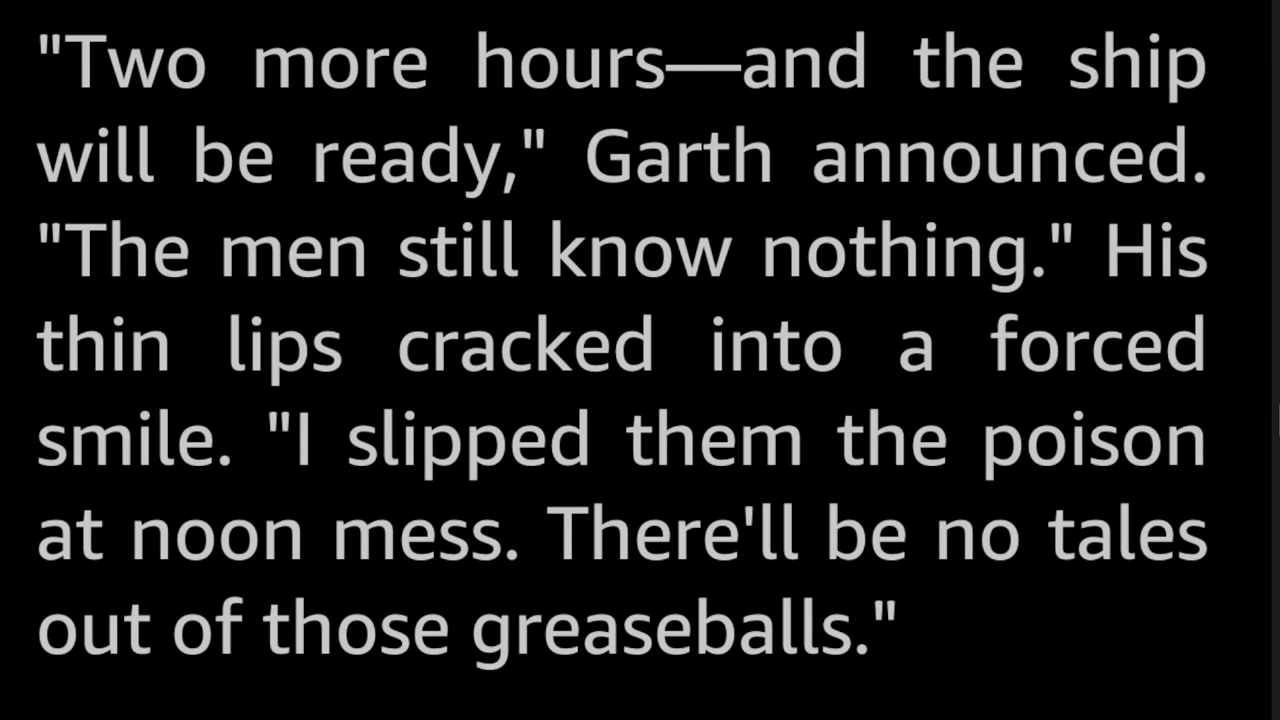 "Two more hours—and the ship
will be ready," Garth announced.
"The men still know nothing." His
thin lips cracked into a forced
smile. "I slipped them the poison
at noon mess. There'll be no tales
out of those greaseballs."